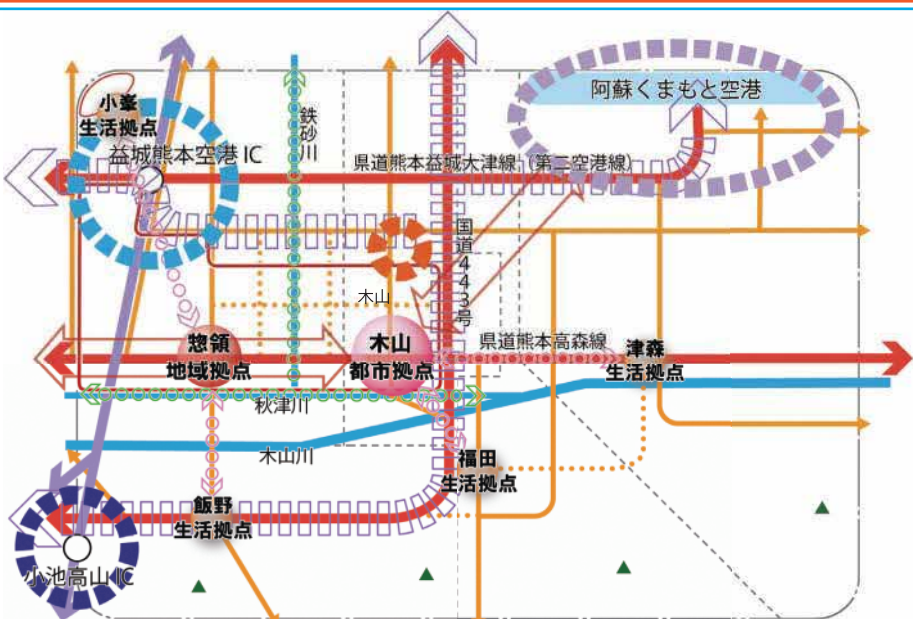 小峯
生活拠点
益城熊本空港IC
鉄砂川
阿蘇くまもと空港
県道熊本益城大津線（第二空港線）
国道443号
木山
惣領
地域拠点
木山
都市拠点
県道熊本高森線
津森
生活拠点
秋津川
木山川
福田
生活拠点
飯野
生活拠点
小池高山IC